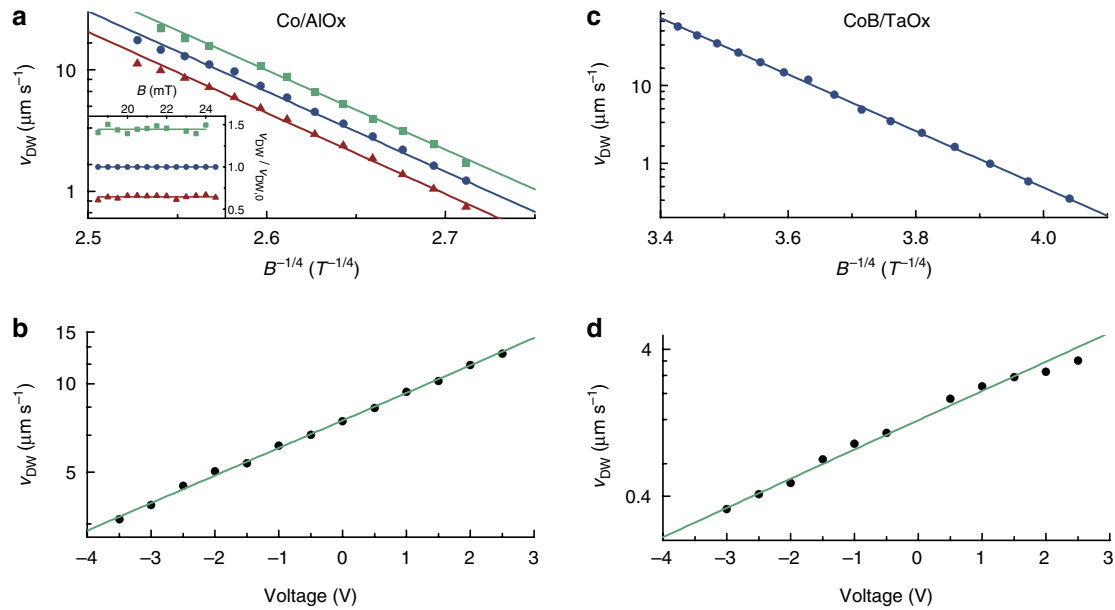 a
Co/AlOx
10
1
v_DW (μm s⁻¹)
B (mT)
20 22 24
1.5
1.0
0.5
v_DW / v_DW,0
2.5 2.6 2.7
B⁻¹/⁴ (T⁻¹/⁴)
c
CoB/TaOx
10
1
v_DW (μm s⁻¹)
3.4 3.6 3.8 4.0
B⁻¹/⁴ (T⁻¹/⁴)
b
15
10
5
v_DW (μm s⁻¹)
–4 –3 –2 –1 0 1 2 3
Voltage (V)
d
4
0.4
v_DW (μm s⁻¹)
–4 –3 –2 –1 0 1 2 3
Voltage (V)